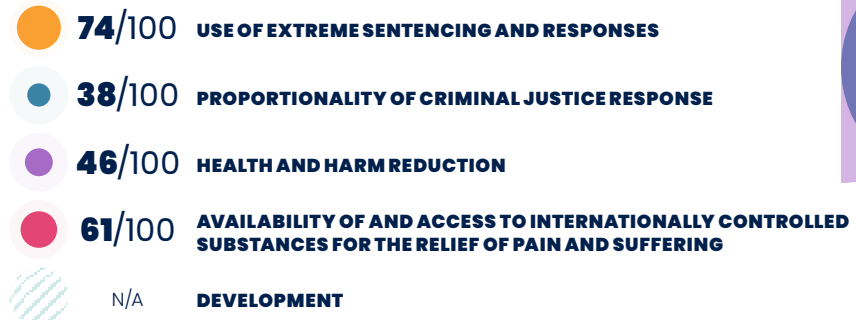 74/100 USE OF EXTREME SENTENCING AND RESPONSES
38/100 PROPORTIONALITY OF CRIMINAL JUSTICE RESPONSE
46/100 HEALTH AND HARM REDUCTION
61/100 AVAILABILITY OF AND ACCESS TO INTERNATIONALLY CONTROLLED
SUBSTANCES FOR THE RELIEF OF PAIN AND SUFFERING
N/A DEVELOPMENT